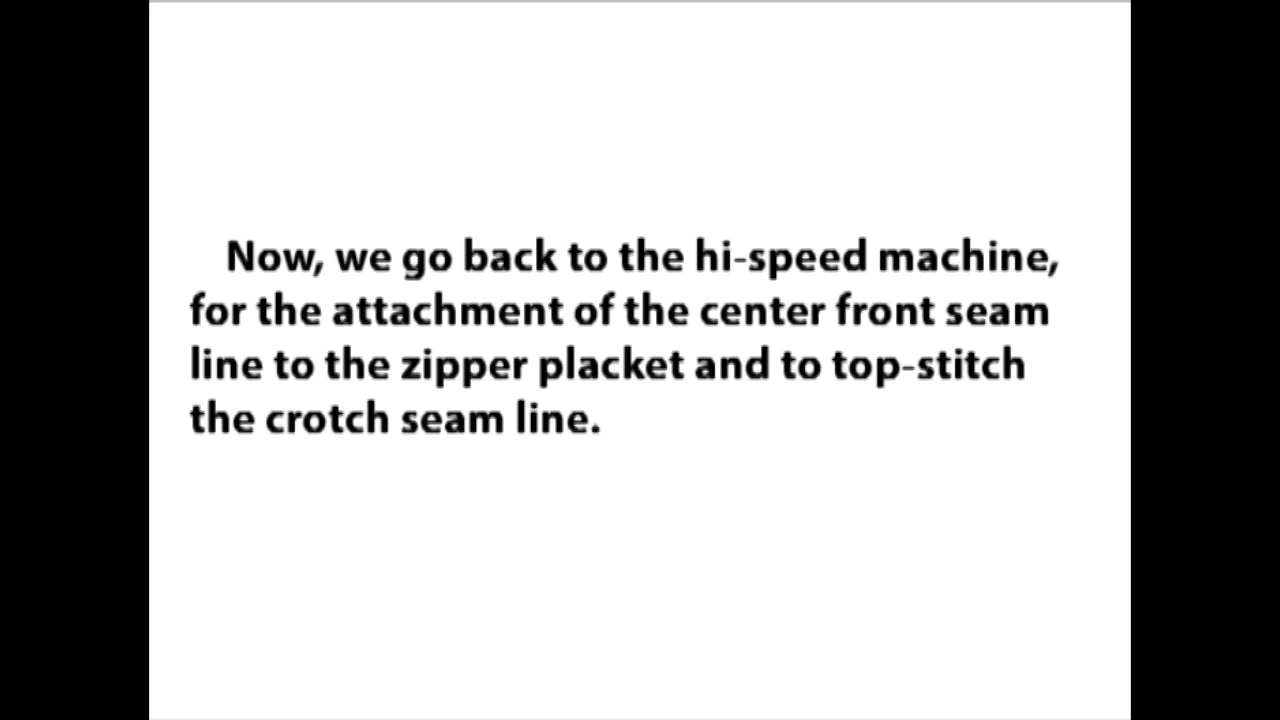 Now, we go back to the hi-speed machine,
for the attachment of the center front seam
line to the zipper placket and to top-stitch
the crotch seam line.